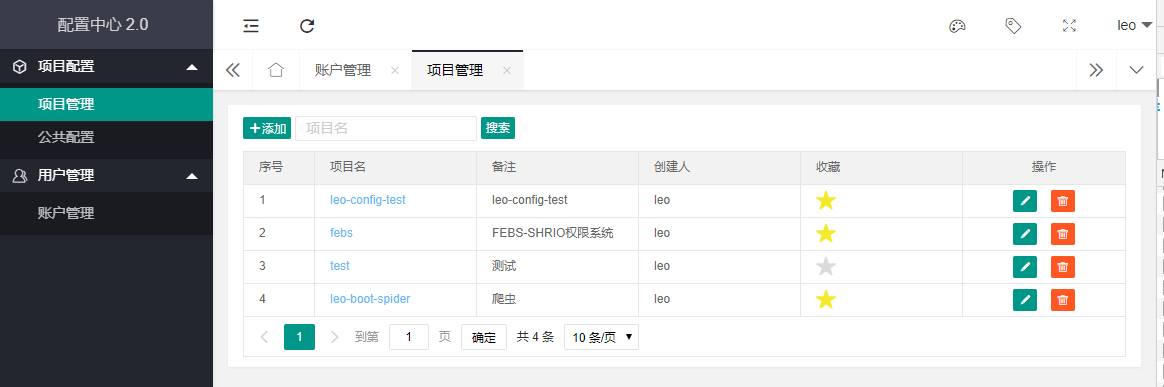 配置中心 2.0
leo
项目配置
项目管理
公共配置
用户管理
账户管理
账户管理 项目管理
添加 项目名 搜索
序号 项目名 备注 创建人 收藏 操作
1 leo-config-test leo-config-test leo
2 febs FEBS-SHRIO权限系统 leo
3 test 测试 leo
4 leo-boot-spider 爬虫 leo
1 到第 1 页 确定 共 4 条 10 条/页